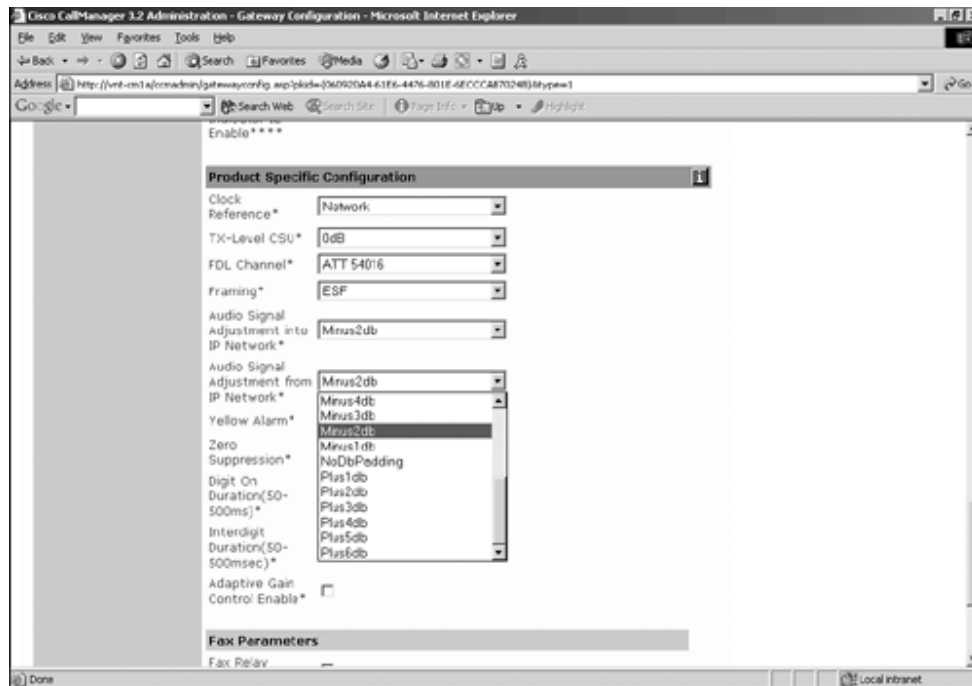 Cisco CallManager 3.2 Administration - Gateway Configuration - Microsoft Internet Explorer
File Edit View Favorites Tools Help
Back Search Favorites Media
Address Go
Google Search Web Search Site Page Info Up Highlight
Enable****
Product Specific Configuration i
Clock
Reference* Network
TX-Level CSU* 0dB
FDL Channel* ATT 54016
Framing* ESF
Audio Signal
Adjustment into
IP Network* Minus2db
Audio Signal
Adjustment from
IP Network* Minus2db
Minus4db
Minus3db
Yellow Alarm*
Minus2db
Minus1db
Zero
Suppression*
NoDbPadding
Plus1db
Digit On
Duration(50-
500ms)*
Plus2db
Plus3db
Plus4db
Interdigit
Duration(50-
500msec)*
Plus5db
Plus6db
Adaptive Gain
Control Enable*
Fax Parameters
Fax Relay
Done Local intranet